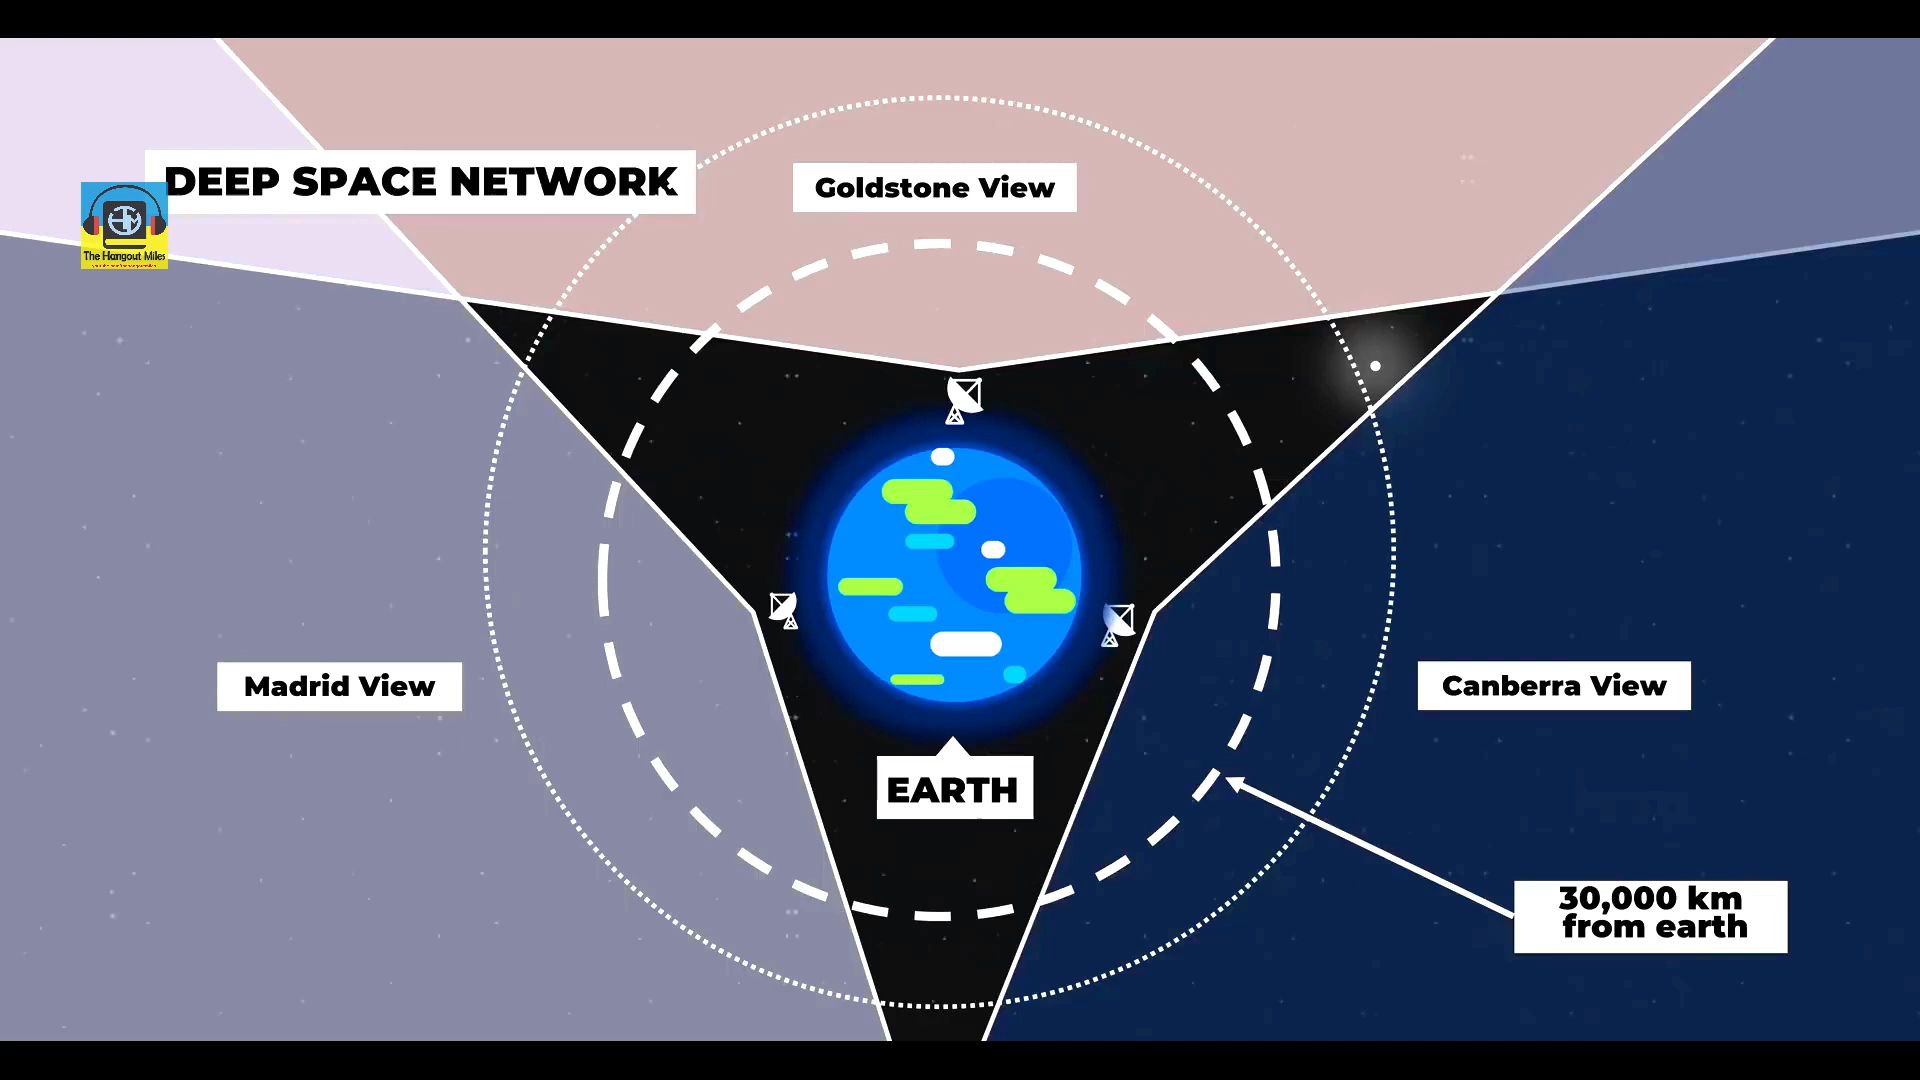 DEEP SPACE NETWORK
Goldstone View
The Hangout Miles
Madrid View
Canberra View
EARTH
30,000 km
from earth